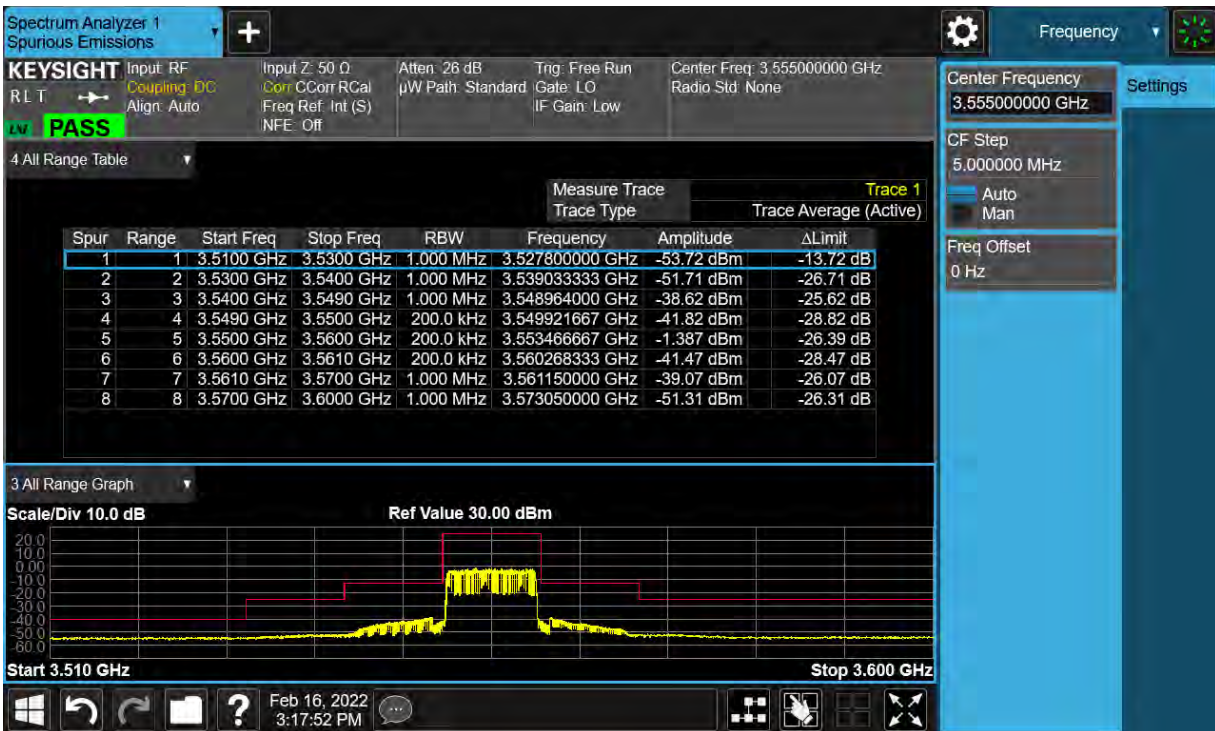 Spectrum Analyzer 1
Spurious Emissions
+
Frequency
KEYSIGHT Input: RF Input Z: 50 Ω Atten: 26 dB Trig: Free Run Center Freq: 3.555000000 GHz
RLT Coupling: DC Corr CCorr RCal µW Path: Standard Gate: LO Radio Std: None
Align: Auto Freq Ref: Int (S) IF Gain: Low
NFE: Off
LXI PASS
Center Frequency
3.555000000 GHz
Settings
CF Step
5.000000 MHz
Auto
Man
Freq Offset
0 Hz
4 All Range Table
Measure Trace Trace 1
Trace Type Trace Average (Active)
Spur Range Start Freq Stop Freq RBW Frequency Amplitude ΔLimit
1 1 3.5100 GHz 3.5300 GHz 1.000 MHz 3.527800000 GHz -53.72 dBm -13.72 dB
2 2 3.5300 GHz 3.5400 GHz 1.000 MHz 3.539033333 GHz -51.71 dBm -26.71 dB
3 3 3.5400 GHz 3.5490 GHz 1.000 MHz 3.548964000 GHz -38.62 dBm -25.62 dB
4 4 3.5490 GHz 3.5500 GHz 200.0 kHz 3.549921667 GHz -41.82 dBm -28.82 dB
5 5 3.5500 GHz 3.5600 GHz 200.0 kHz 3.553466667 GHz -1.387 dBm -26.39 dB
6 6 3.5600 GHz 3.5610 GHz 200.0 kHz 3.560268333 GHz -41.47 dBm -28.47 dB
7 7 3.5610 GHz 3.5700 GHz 1.000 MHz 3.561150000 GHz -39.07 dBm -26.07 dB
8 8 3.5700 GHz 3.6000 GHz 1.000 MHz 3.573050000 GHz -51.31 dBm -26.31 dB
3 All Range Graph
Scale/Div 10.0 dB Ref Value 30.00 dBm
20.0
10.0
0.00
-10.0
-20.0
-30.0
-40.0
-50.0
-60.0
Start 3.510 GHz Stop 3.600 GHz
?
Feb 16, 2022
3:17:52 PM